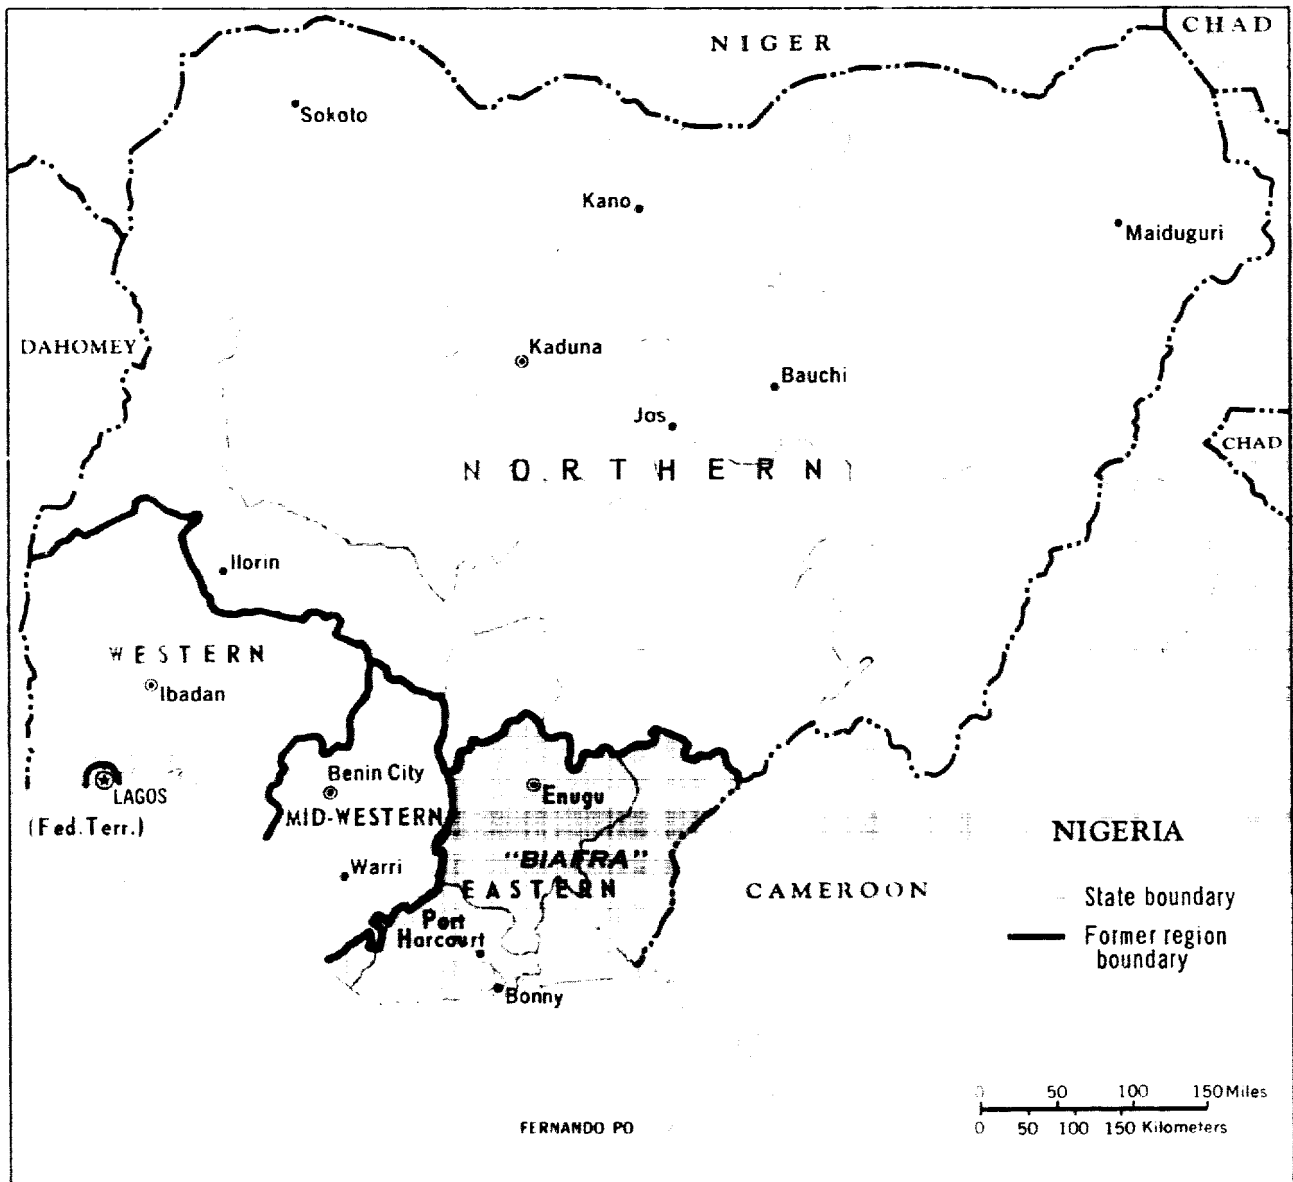 CHAD
NIGER
Sokoto
Kano
Maiduguri
DAHOMEY
Kaduna
Bauchi
Jos
CHAD
NORTHERN
Ilorin
WESTERN
Ibadan
Benin City
Enugu
LAGOS
MID-WESTERN
(Fed. Terr.)
NIGERIA
"BIAFRA"
Warri
EASTERN
CAMEROON
State boundary
Port
Harcourt
Former region
boundary
Bonny
0 50 100 150 Miles
FERNANDO PO
0 50 100 150 Kilometers